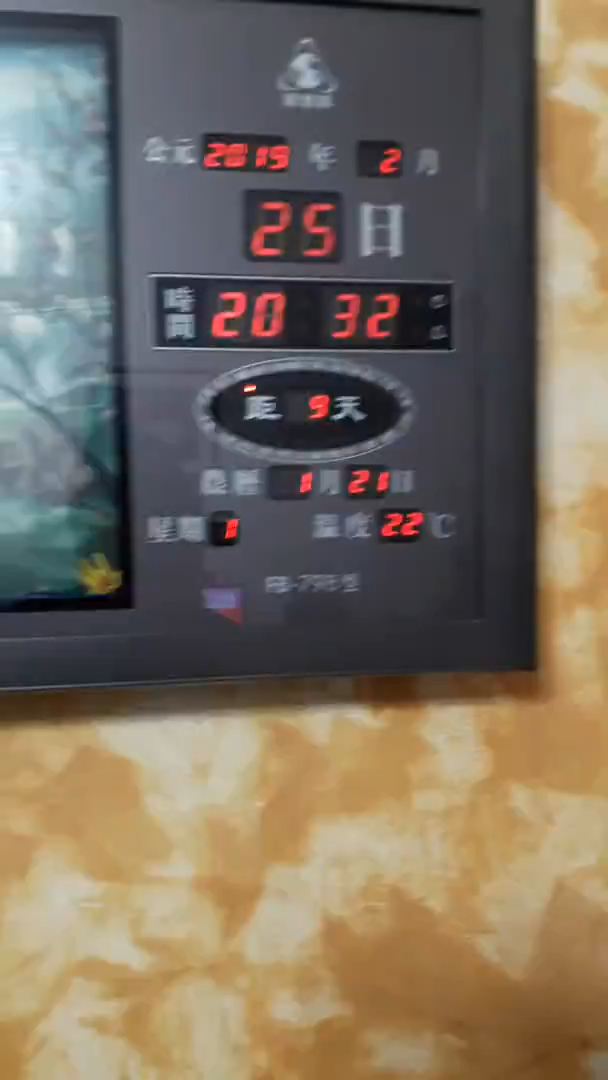 公元 2019 年 2 月
25 日
時間 20 32
距 9 天
農曆 1 月 21 日
星期 1 温度 22 ℃